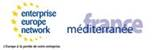 enterprise
europe
network
france
méditerranée
L'Europe à la portée de votre entreprise.